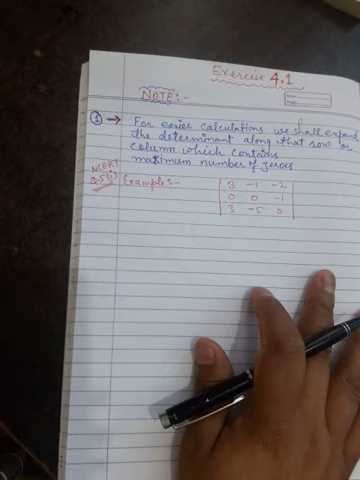 Exercise 4.1
NOTE:-
① → For easier calculations we shall expand
the determinant along that row or
column which contains
maximum number of zeroes
NCERT
Q.5(i) Example:-
3 -1 -2
0 0 -1
3 -5 0